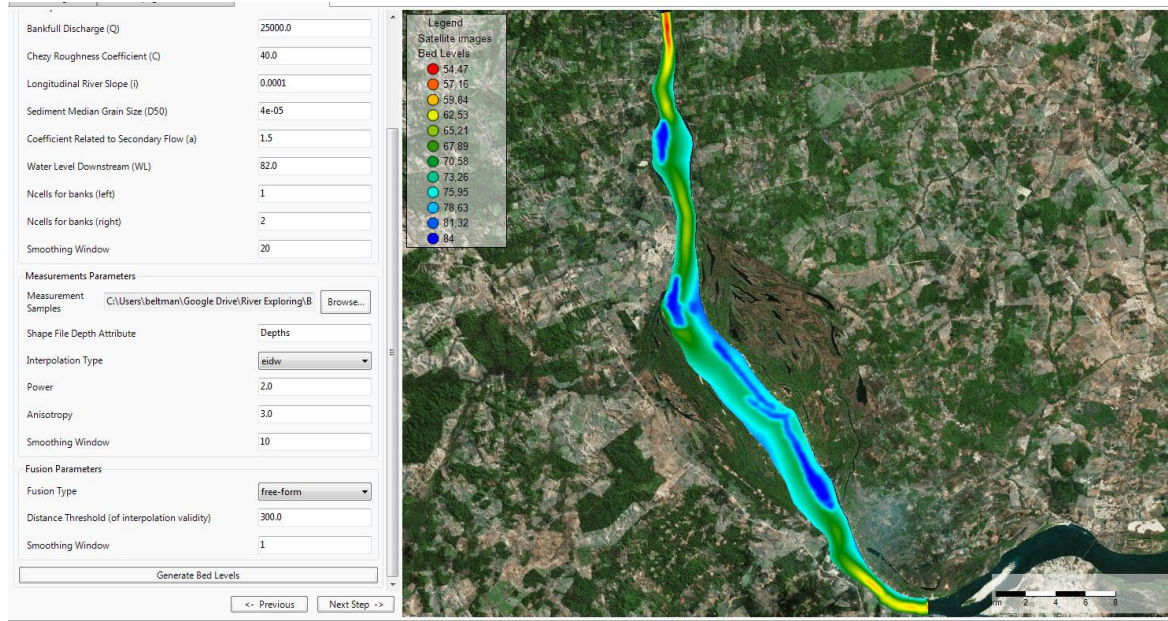 Bankfull Discharge (Q) 25000.0
Chezy Roughness Coefficient (C) 40.0
Longitudinal River Slope (i) 0.0001
Sediment Median Grain Size (D50) 4e-05
Coefficient Related to Secondary Flow (a) 1.5
Water Level Downstream (WL) 82.0
Ncells for banks (left) 1
Ncells for banks (right) 2
Smoothing Window 20
Measurements Parameters
Measurement
Samples C:\Users\beltman\Google Drive\River Exploring\B Browse...
Shape File Depth Attribute Depths
Interpolation Type eidw
Power 2.0
Anisotropy 3.0
Smoothing Window 10
Fusion Parameters
Fusion Type free-form
Distance Threshold (of interpolation validity) 300.0
Smoothing Window 1
Generate Bed Levels
<- Previous Next Step ->
Legend
Satellite images
Bed Levels
54,47
57,16
59,84
62,53
65,21
67,89
70,58
73,26
75,95
78,63
81,32
84
2 4 6 8